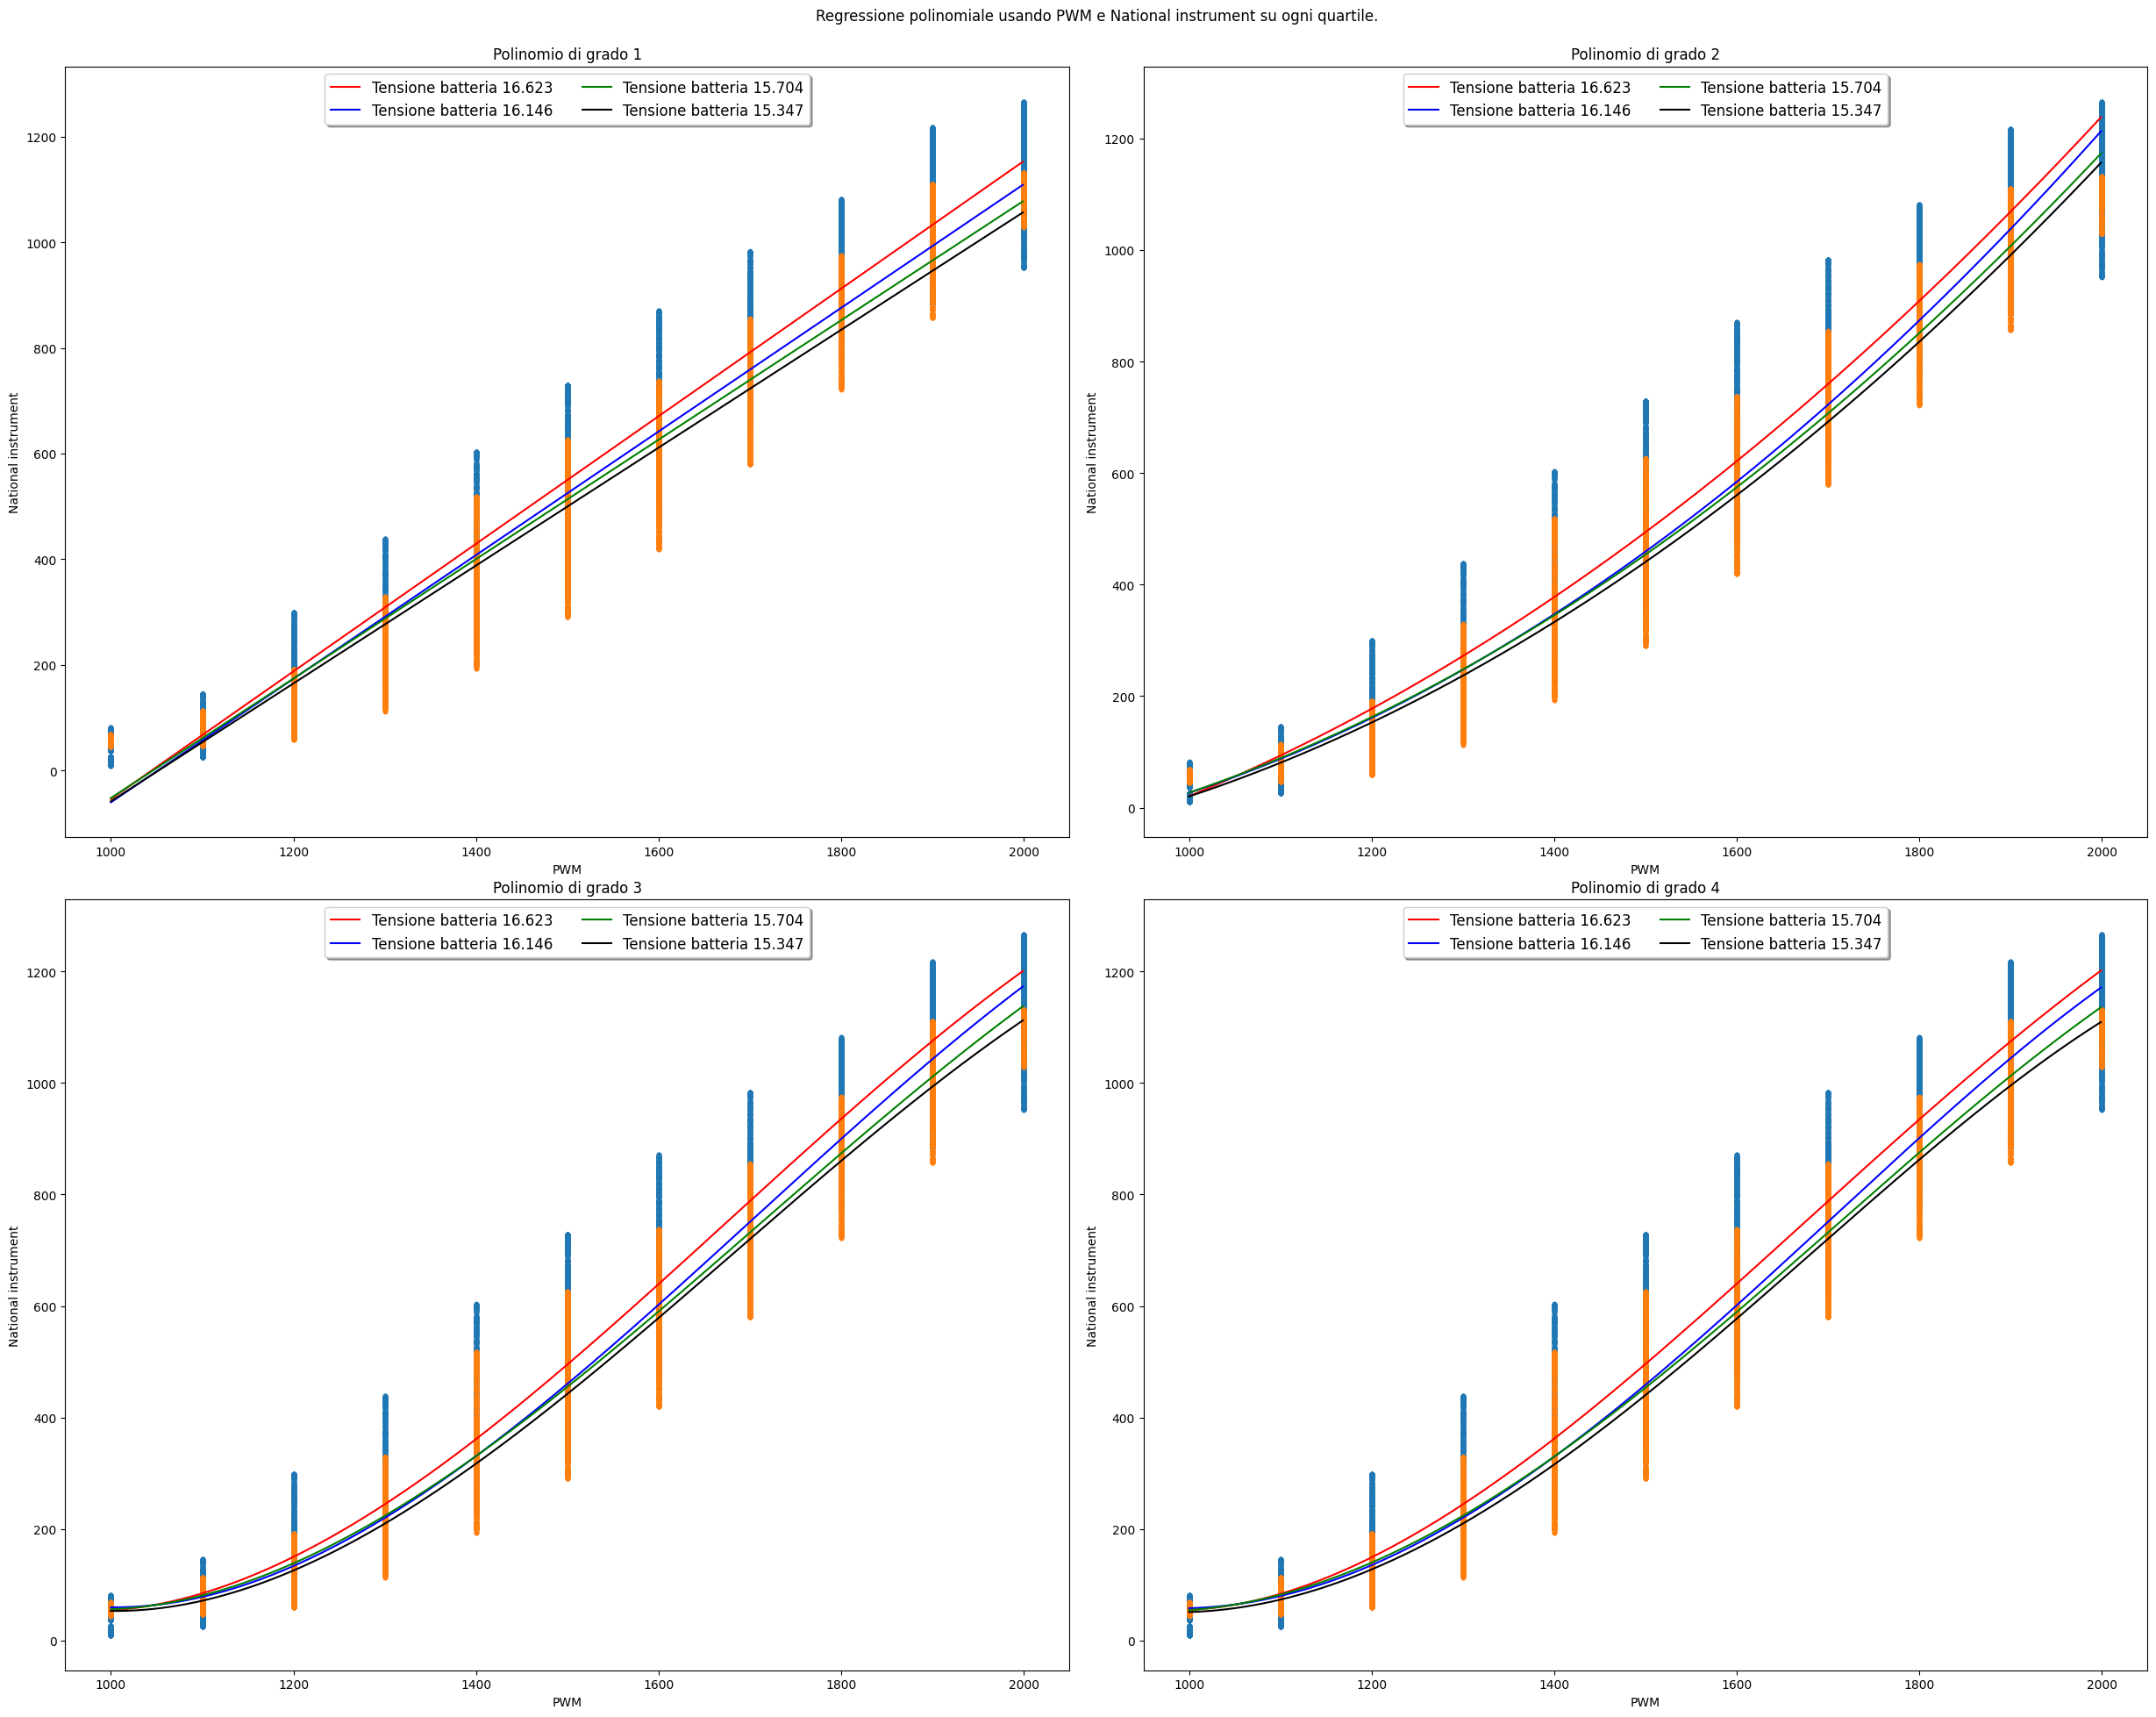 Regressione polinomiale usando PWM e National instrument su ogni quartile.
Polinomio di grado 1
Tensione batteria 16.623 Tensione batteria 15.704
Tensione batteria 16.146 Tensione batteria 15.347
1200
1000
800
600
400
200
0
National instrument
1000 1200 1400 1600 1800 2000
PWM
Polinomio di grado 2
Tensione batteria 16.623 Tensione batteria 15.704
Tensione batteria 16.146 Tensione batteria 15.347
1200
1000
800
600
400
200
0
National instrument
1000 1200 1400 1600 1800 2000
PWM
Polinomio di grado 3
Tensione batteria 16.623 Tensione batteria 15.704
Tensione batteria 16.146 Tensione batteria 15.347
1200
1000
800
600
400
200
0
National instrument
1000 1200 1400 1600 1800 2000
PWM
Polinomio di grado 4
Tensione batteria 16.623 Tensione batteria 15.704
Tensione batteria 16.146 Tensione batteria 15.347
1200
1000
800
600
400
200
0
National instrument
1000 1200 1400 1600 1800 2000
PWM